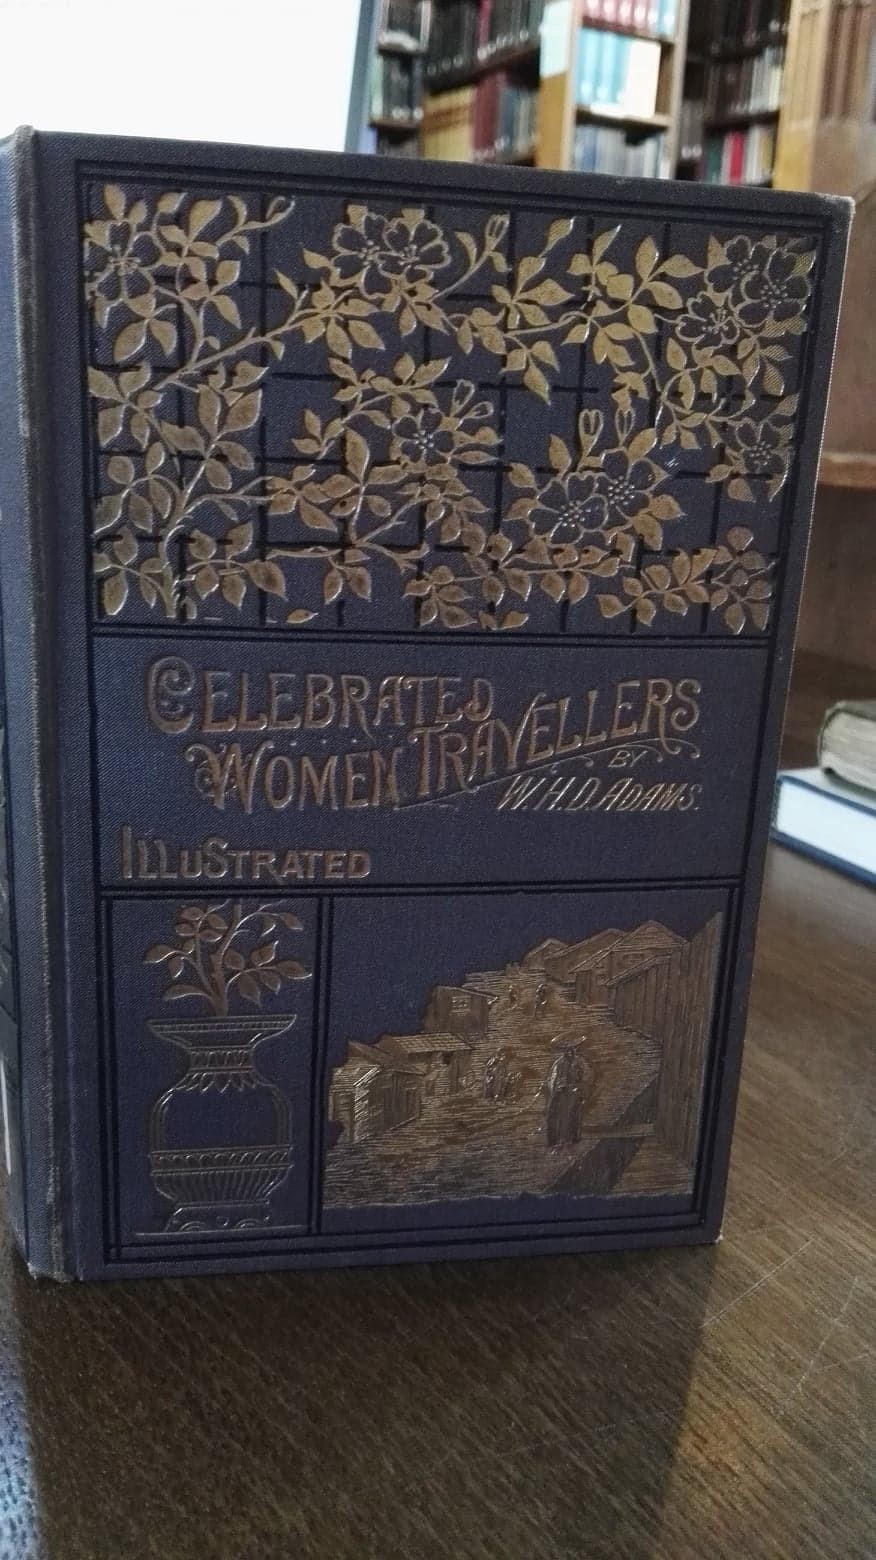 CELEBRATED
WOMEN TRAVELLERS
BY
W.H.D. ADAMS.
ILLUSTRATED